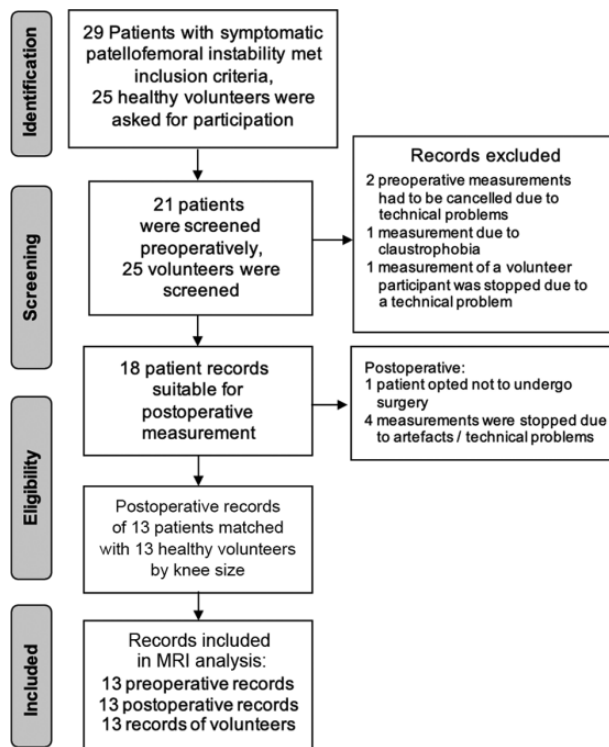 Identification
29 Patients with symptomatic
patellofemoral instability met
inclusion criteria,
25 healthy volunteers were
asked for participation
Screening
21 patients
were screened
preoperatively,
25 volunteers were
screened
Records excluded
2 preoperative measurements
had to be cancelled due to
technical problems
1 measurement due to
claustrophobia
1 measurement of a volunteer
participant was stopped due to
a technical problem
18 patient records
suitable for
postoperative
measurement
Postoperative:
1 patient opted not to undergo
surgery
4 measurements were stopped due
to artefacts / technical problems
Eligibility
Postoperative records
of 13 patients matched
with 13 healthy volunteers
by knee size
Included
Records included
in MRI analysis:
13 preoperative records
13 postoperative records
13 records of volunteers